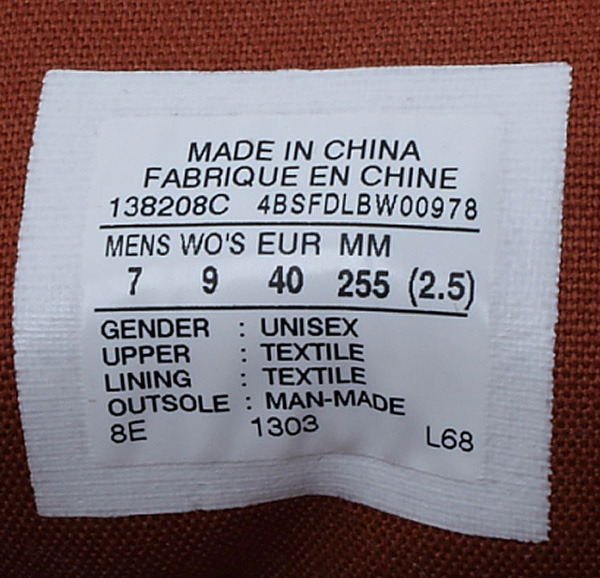 MADE IN CHINA
FABRIQUE EN CHINE
138208C 4BSFDLBW00978
MENS WO'S EUR MM
7 9 40 255 (2.5)
GENDER : UNISEX
UPPER : TEXTILE
LINING : TEXTILE
OUTSOLE : MAN-MADE
8E 1303 L68